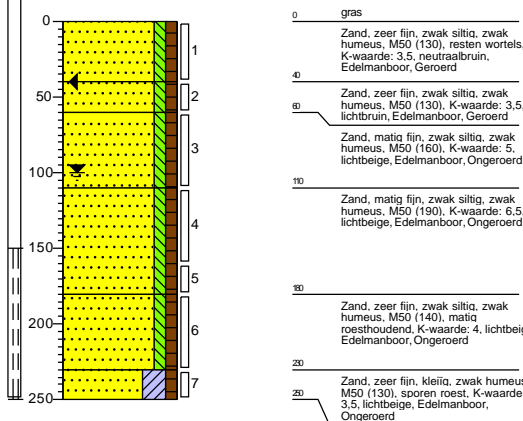 0
50
100
150
200
250
1
2
3
4
5
6
7
0 gras
Zand, zeer fijn, zwak siltig, zwak
humeus, M50 (130), resten wortels,
K-waarde: 3,5, neutraalbruin,
Edelmanboor, Geroerd
40
Zand, zeer fijn, zwak siltig, zwak
humeus, M50 (130), K-waarde: 3,5,
lichtbruin, Edelmanboor, Geroerd
60
Zand, matig fijn, zwak siltig, zwak
humeus, M50 (160), K-waarde: 5,
lichtbeige, Edelmanboor, Ongeroerd
110
Zand, matig fijn, zwak siltig, zwak
humeus, M50 (190), K-waarde: 6,5,
lichtbeige, Edelmanboor, Ongeroerd
180
Zand, zeer fijn, zwak siltig, zwak
humeus, M50 (140), matig
roesthoudend, K-waarde: 4, lichtbeig
Edelmanboor, Ongeroerd
230
Zand, zeer fijn, kleiïg, zwak humeus
250 M50 (130), sporen roest, K-waarde
3,5, lichtbeige, Edelmanboor,
Ongeroerd